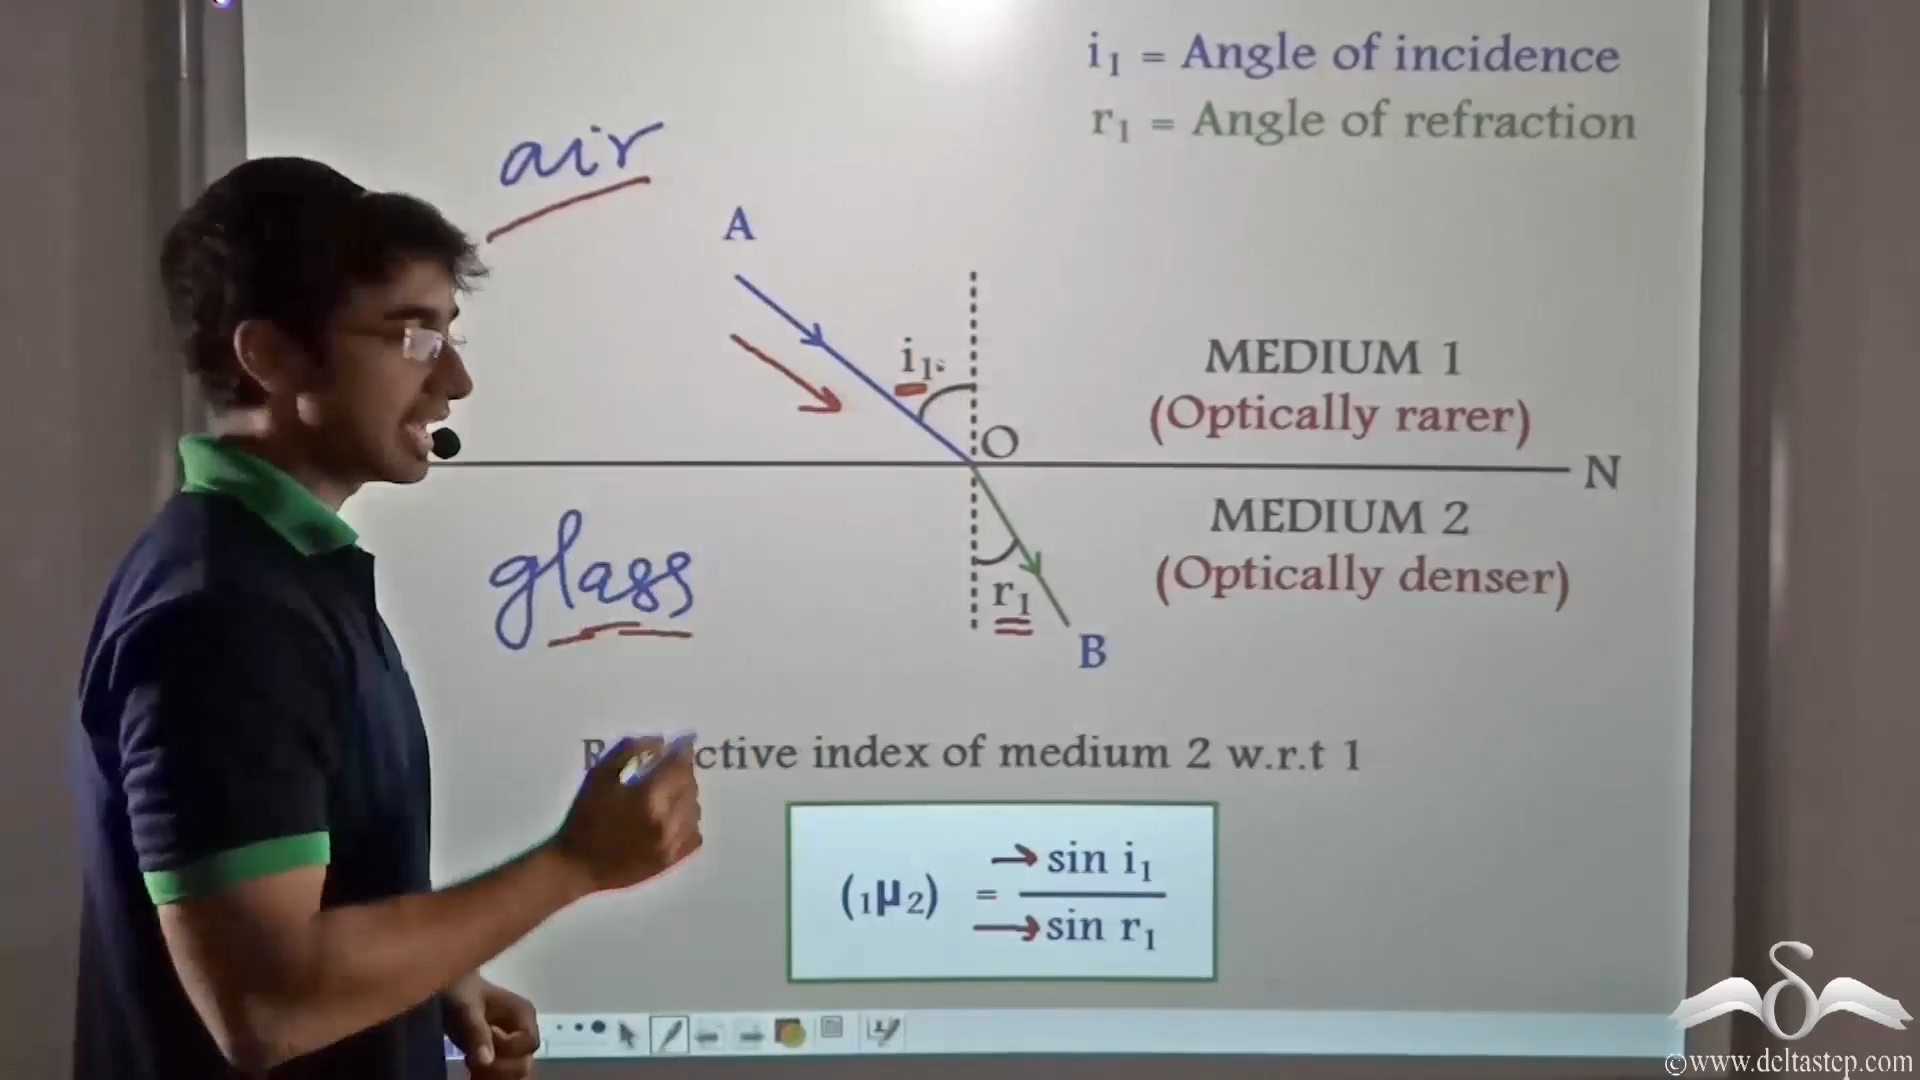 i₁ = Angle of incidence
r₁ = Angle of refraction
air
A
i₁
O
MEDIUM 1
(Optically rarer)
N
glass
MEDIUM 2
(Optically denser)
r₁
B
index of medium 2 w.r.t 1
(₁μ₂) = sin i₁
sin r₁
©www.deltastep.com